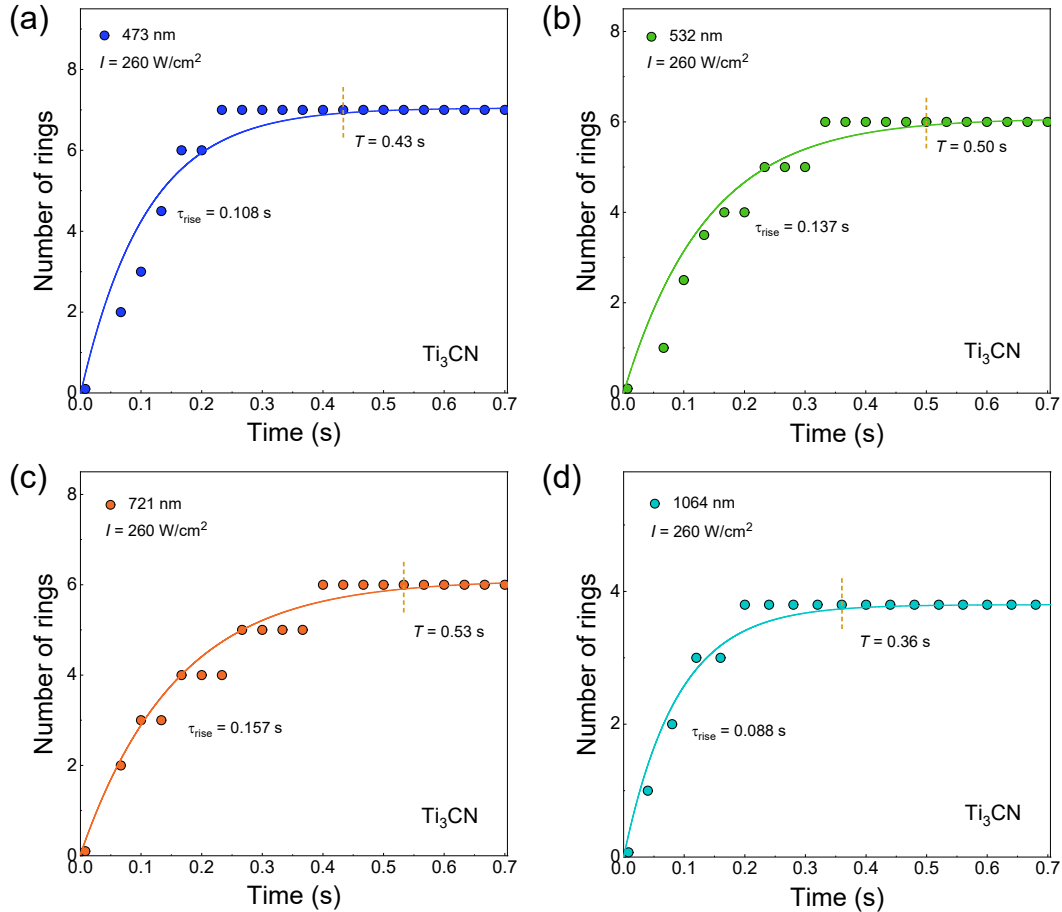 (a)
473 nm
I = 260 W/cm²
T = 0.43 s
τrise = 0.108 s
Ti₃CN
Number of rings
8
6
4
2
0
0.0 0.1 0.2 0.3 0.4 0.5 0.6 0.7
Time (s)
(b)
532 nm
I = 260 W/cm²
T = 0.50 s
τrise = 0.137 s
Ti₃CN
Number of rings
8
6
4
2
0
0.0 0.1 0.2 0.3 0.4 0.5 0.6 0.7
Time (s)
(c)
721 nm
I = 260 W/cm²
T = 0.53 s
τrise = 0.157 s
Ti₃CN
Number of rings
8
6
4
2
0
0.0 0.1 0.2 0.3 0.4 0.5 0.6 0.7
Time (s)
(d)
1064 nm
I = 260 W/cm²
T = 0.36 s
τrise = 0.088 s
Ti₃CN
Number of rings
4
2
0
0.0 0.1 0.2 0.3 0.4 0.5 0.6 0.7
Time (s)